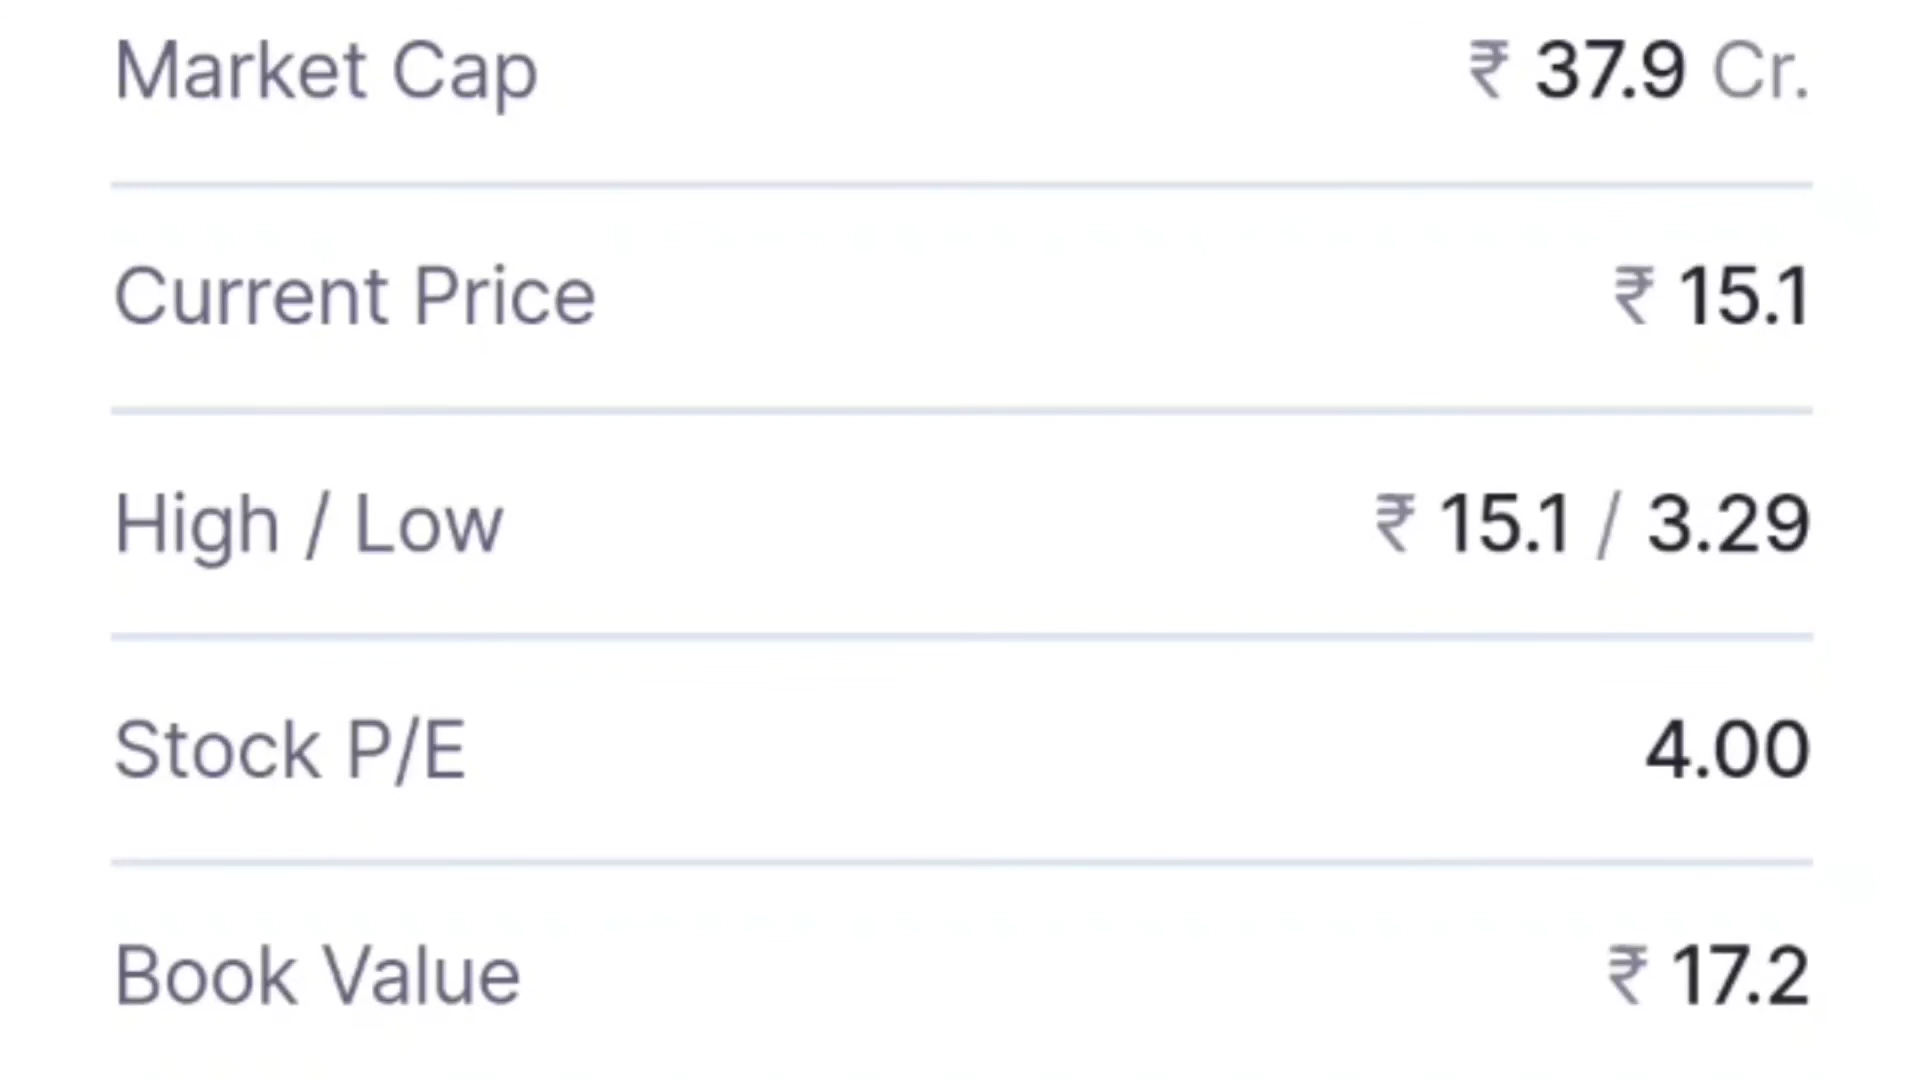 Market Cap ₹ 37.9 Cr.
Current Price ₹ 15.1
High / Low ₹ 15.1 / 3.29
Stock P/E 4.00
Book Value ₹ 17.2